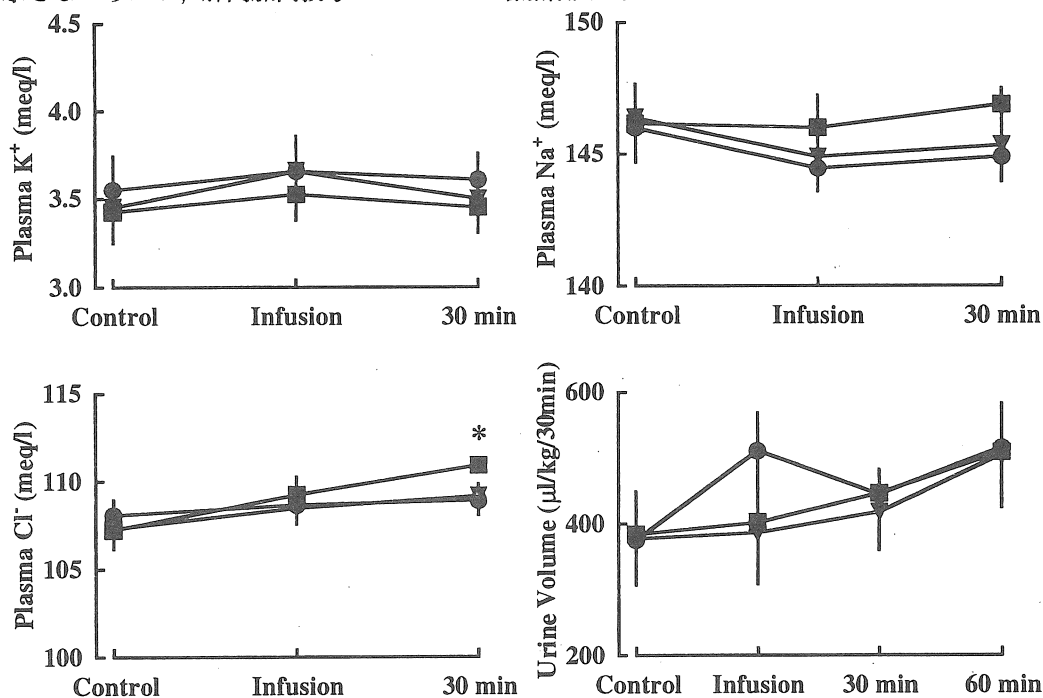 4.5
4.0
3.5
3.0
Plasma K⁺ (meq/l)
Control Infusion 30 min
150
145
140
Plasma Na⁺ (meq/l)
Control Infusion 30 min
115
110
105
100
Plasma Cl⁻ (meq/l)
*
Control Infusion 30 min
600
400
200
Urine Volume (μl/kg/30min)
Control Infusion 30 min 60 min